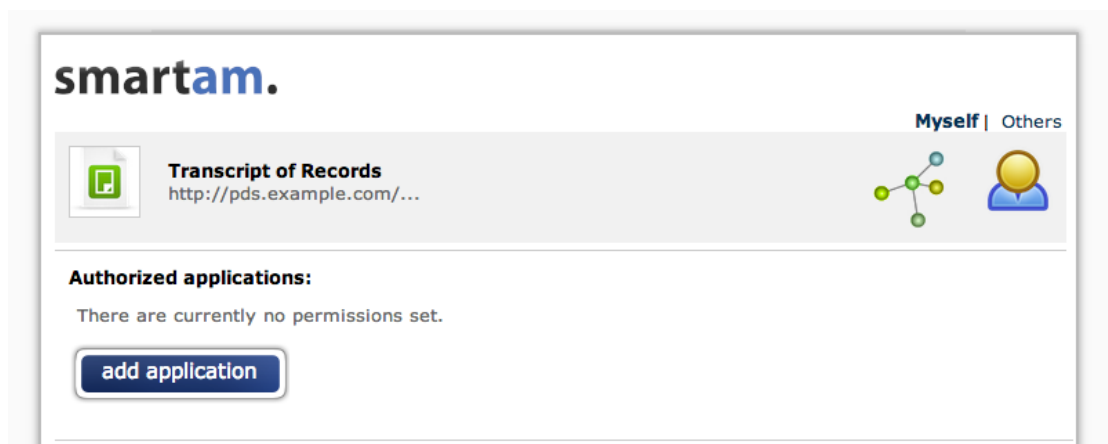 smartam.
Myself | Others
Transcript of Records
http://pds.example.com/...
Authorized applications:
There are currently no permissions set.
add application